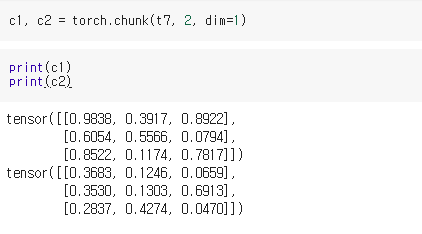 c1, c2 = torch.chunk(t7, 2, dim=1)
print(c1)
print(c2)
tensor([[0.9838, 0.3917, 0.8922],
[0.6054, 0.5566, 0.0794],
[0.8522, 0.1174, 0.7817]])
tensor([[0.3683, 0.1246, 0.0659],
[0.3530, 0.1303, 0.6913],
[0.2837, 0.4274, 0.0470]])